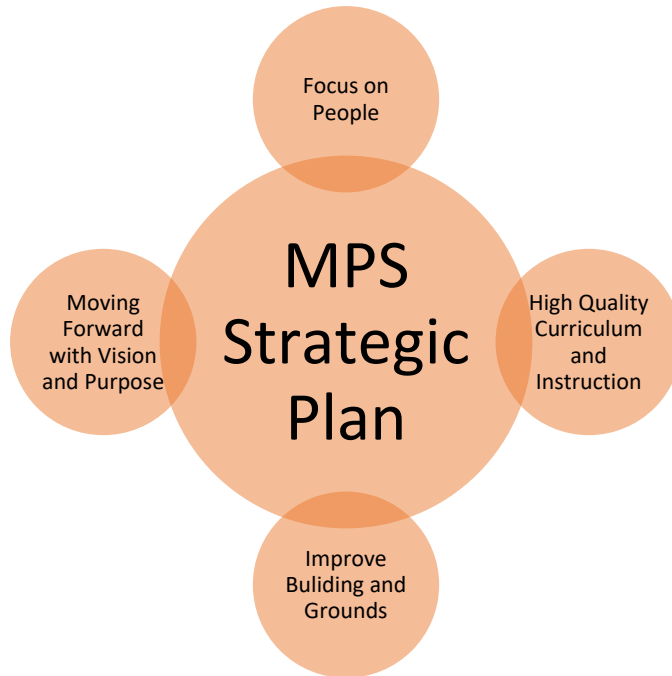 Focus on
People
MPS
Strategic
Plan
Moving
Forward
with Vision
and Purpose
High Quality
Curriculum
and
Instruction
Improve
Buliding and
Grounds